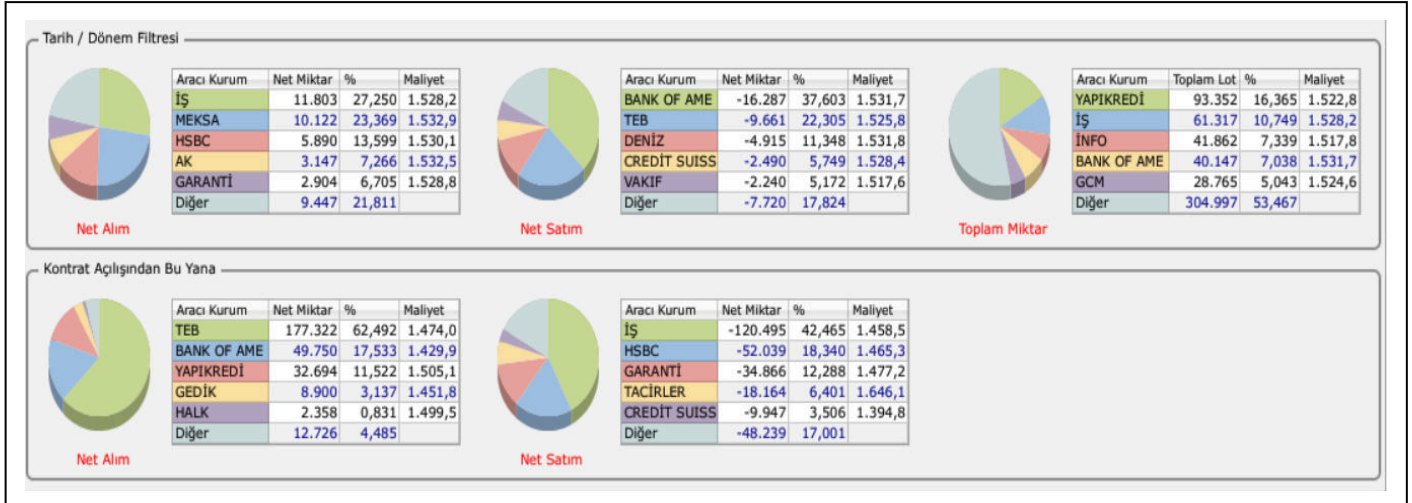 Tarih / Dönem Filtresi
Aracı Kurum Net Miktar % Maliyet
İŞ 11.803 27,250 1.528,2
MEKSA 10.122 23,369 1.532,9
HSBC 5.890 13,599 1.530,1
AK 3.147 7,266 1.532,5
GARANTİ 2.904 6,705 1.528,8
Diğer 9.447 21,811
Net Alım
Aracı Kurum Net Miktar % Maliyet
BANK OF AME -16.287 37,603 1.531,7
TEB -9.661 22,305 1.525,8
DENİZ -4.915 11,348 1.531,8
CREDİT SUISS -2.490 5,749 1.528,4
VAKIF -2.240 5,172 1.517,6
Diğer -7.720 17,824
Net Satım
Aracı Kurum Toplam Lot % Maliyet
YAPIKREDİ 93.352 16,365 1.522,8
İŞ 61.317 10,749 1.528,2
İNFO 41.862 7,339 1.517,8
BANK OF AME 40.147 7,038 1.531,7
GCM 28.765 5,043 1.524,6
Diğer 304.997 53,467
Toplam Miktar
Kontrat Açılışından Bu Yana
Aracı Kurum Net Miktar % Maliyet
TEB 177.322 62,492 1.474,0
BANK OF AME 49.750 17,533 1.429,9
YAPIKREDİ 32.694 11,522 1.505,1
GEDİK 8.900 3,137 1.451,8
HALK 2.358 0,831 1.499,5
Diğer 12.726 4,485
Net Alım
Aracı Kurum Net Miktar % Maliyet
İŞ -120.495 42,465 1.458,5
HSBC -52.039 18,340 1.465,3
GARANTİ -34.866 12,288 1.477,2
TACİRLER -18.164 6,401 1.646,1
CREDİT SUISS -9.947 3,506 1.394,8
Diğer -48.239 17,001
Net Satım